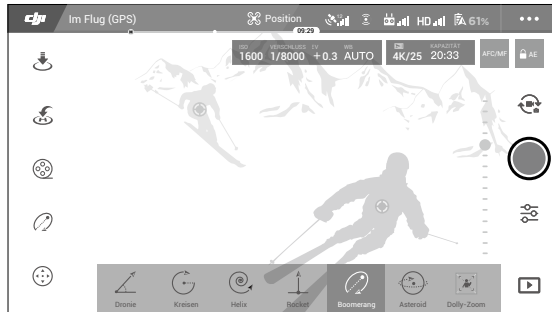 dji Im Flug (GPS) Position HD 61%
09:29
ISO VERSCHLUSS EV WB KAPAZITÄT
1600 1/8000 +0.3 AUTO 4K/25 20:33 AFC/MF AE
Dronie Kreisen Helix Rocket Boomerang Asteroid Dolly-Zoom